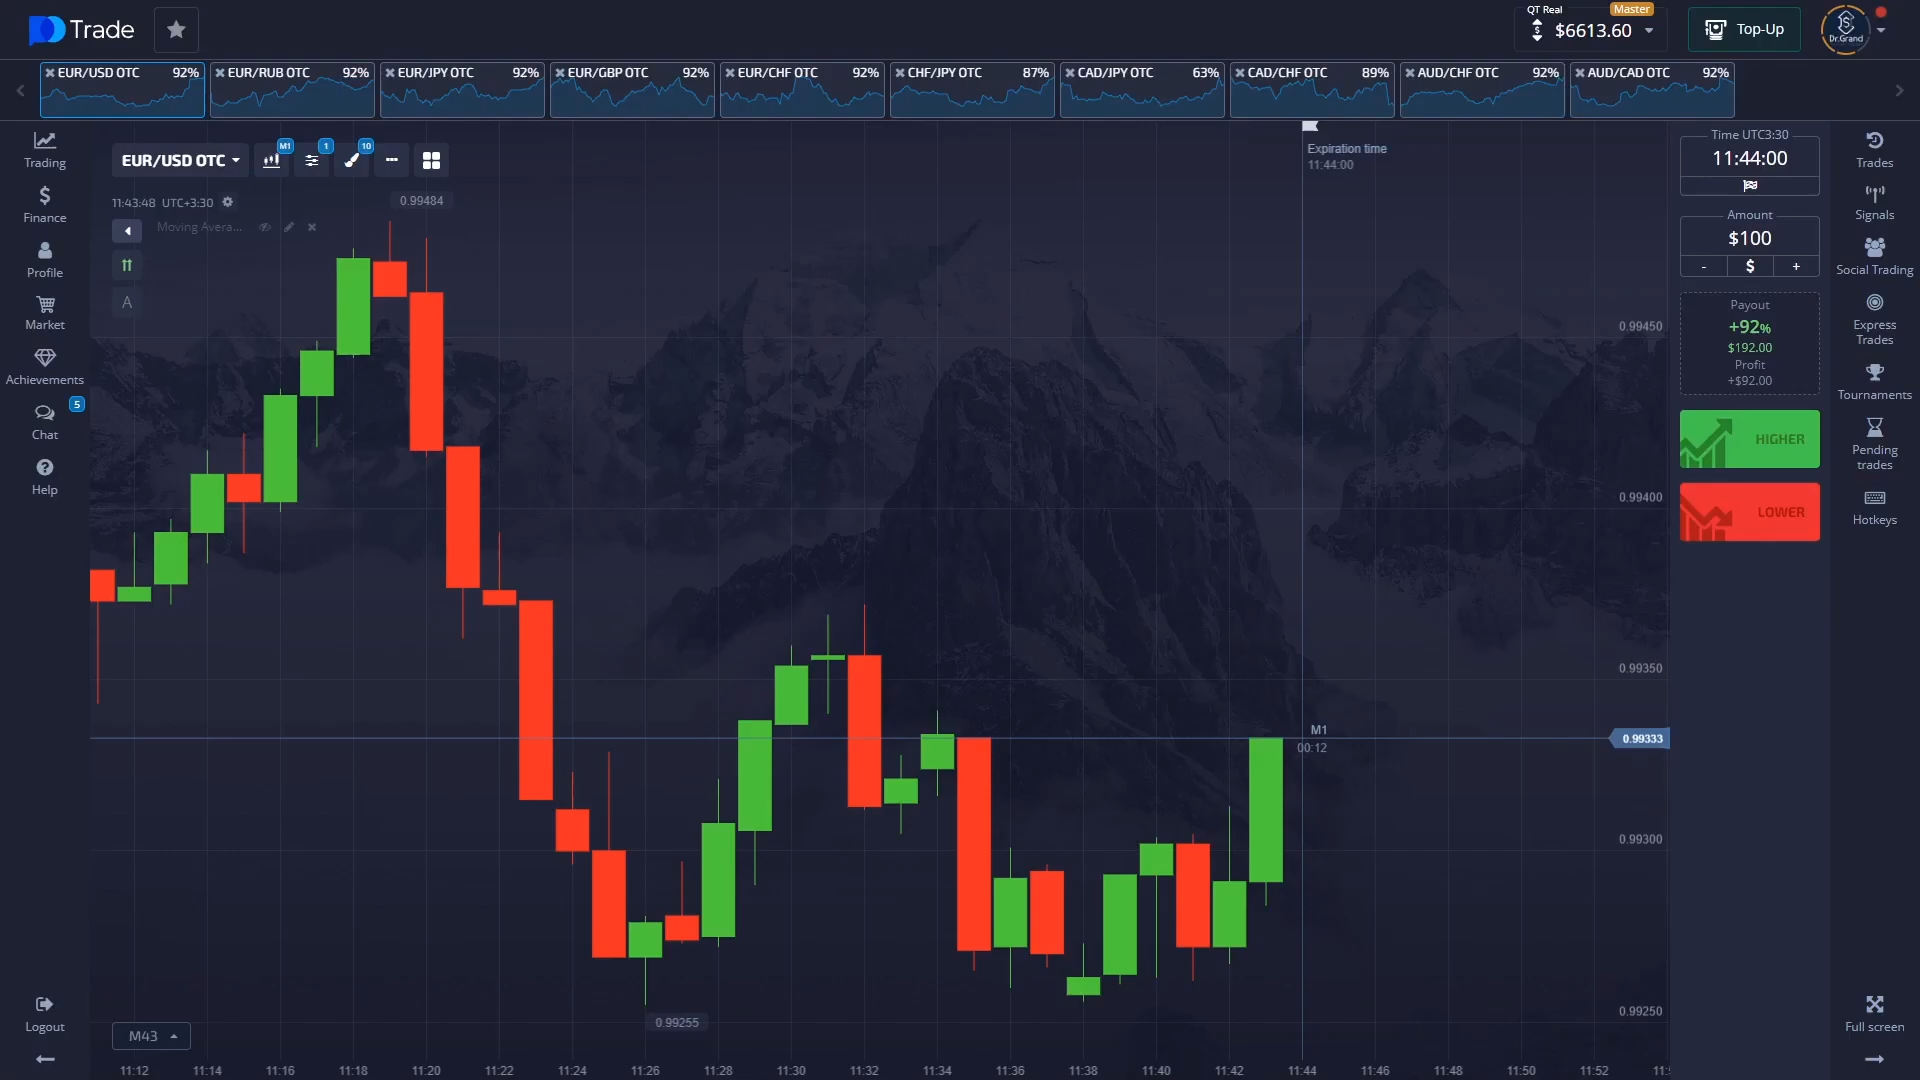 Trade
QT Real
Master
$6613.60
Top-Up
Dr.Grand
EUR/USD OTC 92%
EUR/RUB OTC 92%
EUR/JPY OTC 92%
EUR/GBP OTC 92%
EUR/CHF OTC 92%
CHF/JPY OTC 87%
CAD/JPY OTC 63%
CAD/CHF OTC 89%
AUD/CHF OTC 92%
AUD/CAD OTC 92%
Trading
Finance
Profile
Market
Achievements
5
Chat
Help
Logout
EUR/USD OTC
M1
1
10
11:43:48 UTC+3:30
Moving Avera...
A
0.99484
Expiration time
11:44:00
0.99450
0.99400
0.99350
M1
00:12
0.99333
0.99300
0.99250
0.99255
M43
11:12 11:14 11:16 11:18 11:20 11:22 11:24 11:26 11:28 11:30 11:32 11:34 11:36 11:38 11:40 11:42 11:44 11:46 11:48 11:50 11:52
Time UTC3:30
11:44:00
Amount
$100
- $ +
Payout
+92%
$192.00
Profit
+$92.00
HIGHER
LOWER
Trades
Signals
Social Trading
Express
Trades
Tournaments
Pending
trades
Hotkeys
Full screen